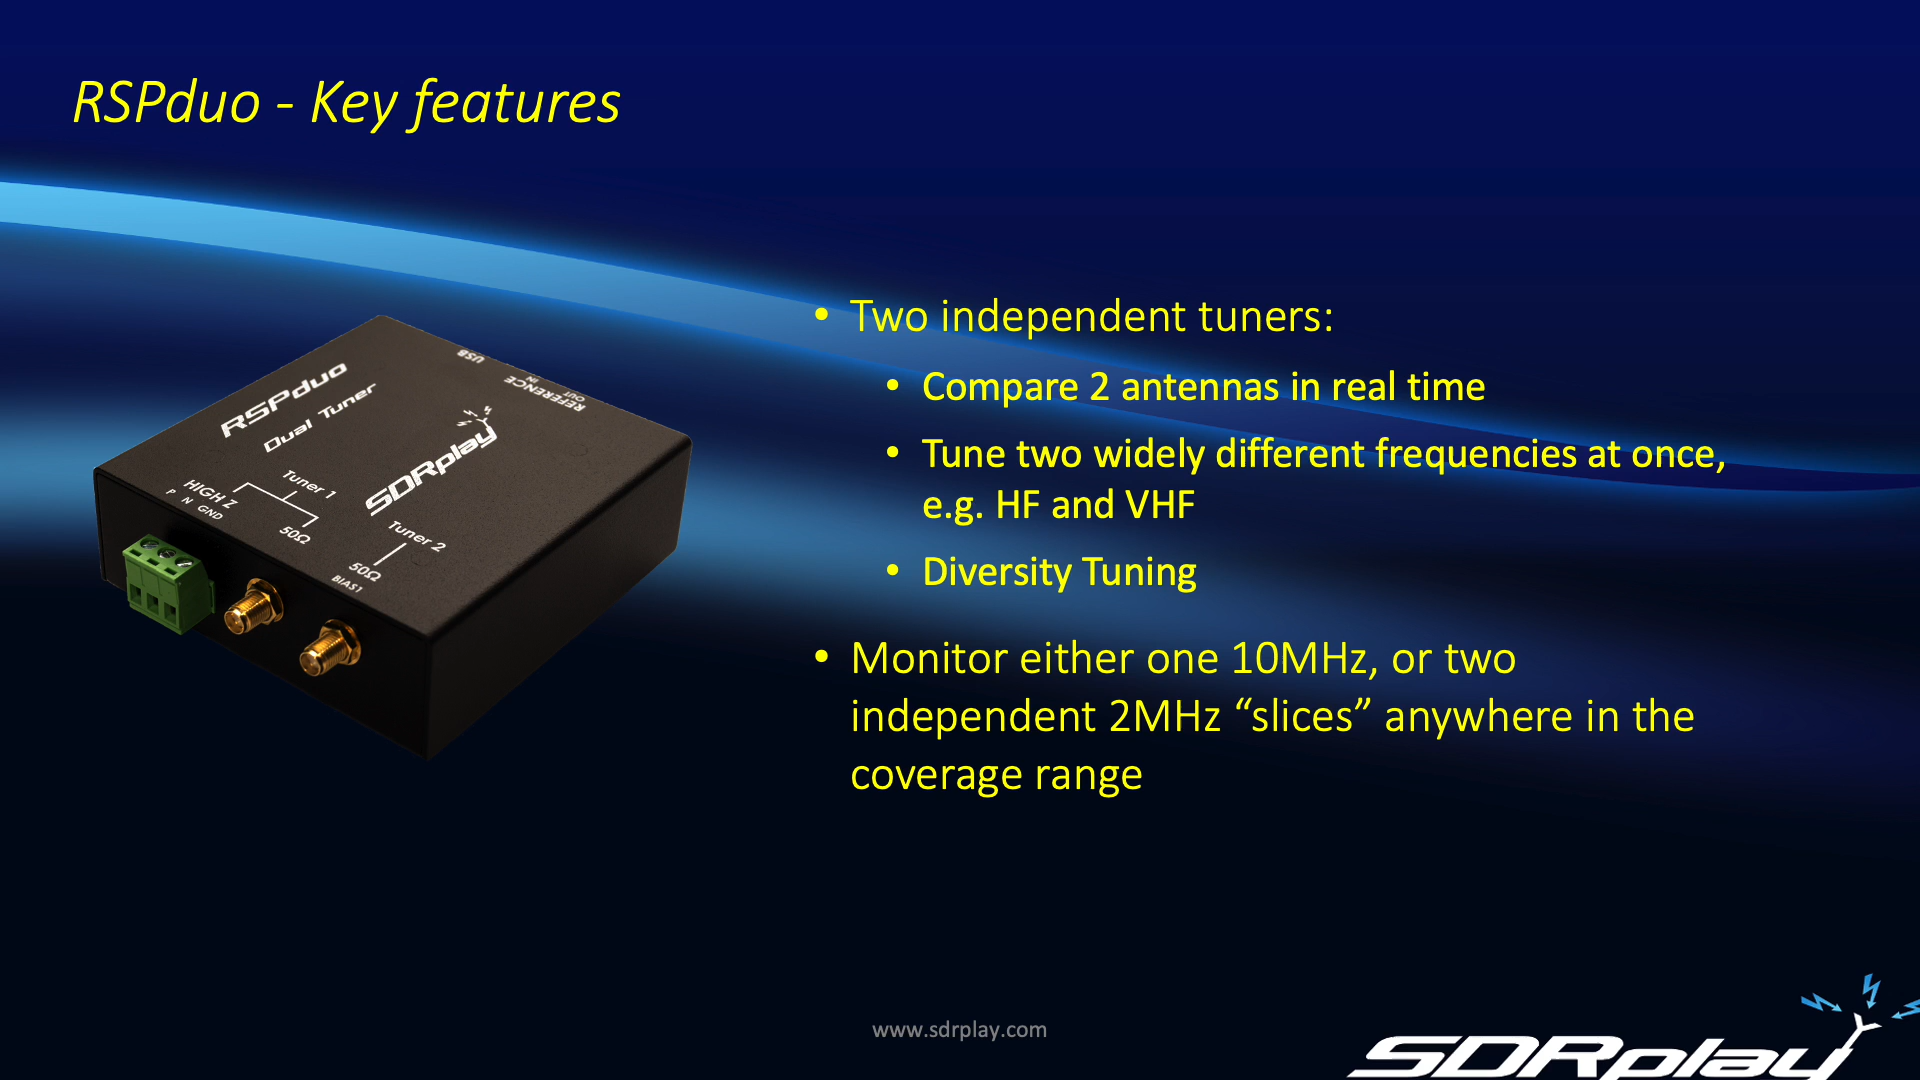 RSPduo - Key features
• Two independent tuners:
• Compare 2 antennas in real time
• Tune two widely different frequencies at once,
e.g. HF and VHF
• Diversity Tuning
• Monitor either one 10MHz, or two
independent 2MHz “slices” anywhere in the
coverage range
RSPduo
Dual Tuner
SDRplay
USB
REFERENCE
IN
OUT
Tuner 1
HIGH Z
P N GND
50Ω
Tuner 2
50Ω
BIAS1
www.sdrplay.com
SDRplay